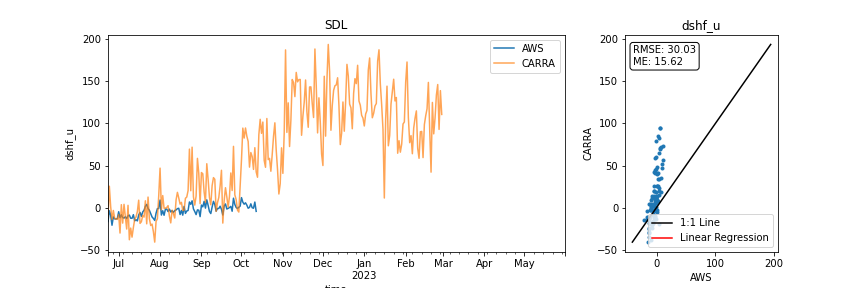 SDL
dshf_u
200
150
100
50
0
−50
Jul
Aug
Sep
Oct
Nov
Dec
Jan
2023
Feb
Mar
Apr
May
time
AWS
CARRA
dshf_u
CARRA
200
150
100
50
0
−50
RMSE: 30.03
ME: 15.62
1:1 Line
Linear Regression
0
100
200
AWS